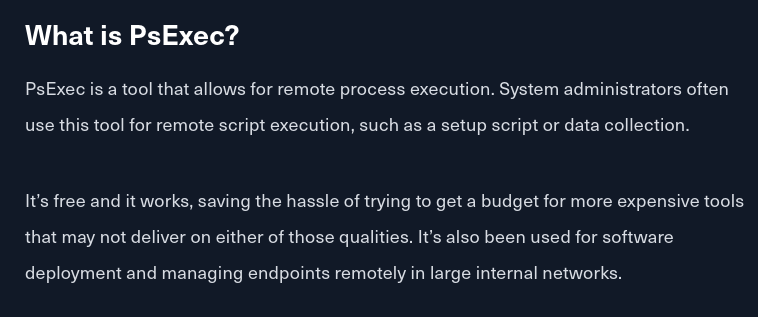 What is PsExec?
PsExec is a tool that allows for remote process execution. System administrators often
use this tool for remote script execution, such as a setup script or data collection.
It’s free and it works, saving the hassle of trying to get a budget for more expensive tools
that may not deliver on either of those qualities. It’s also been used for software
deployment and managing endpoints remotely in large internal networks.